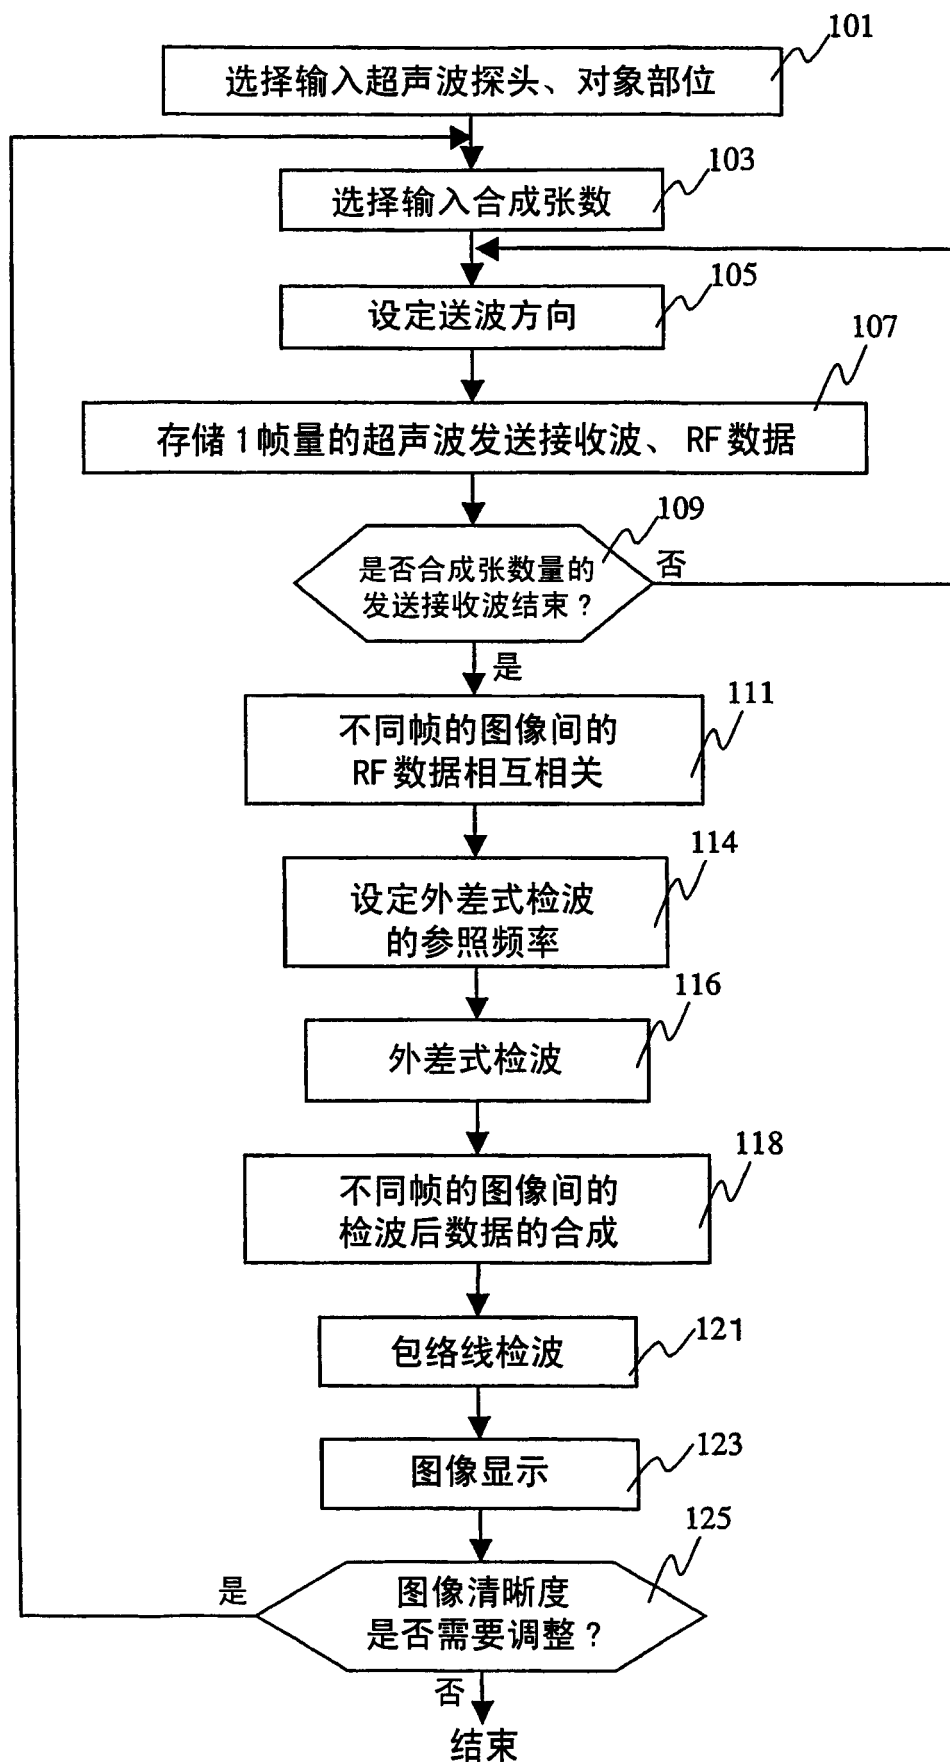 101
选择输入超声波探头、对象部位
103
选择输入合成张数
105
设定送波方向
107
存储1帧量的超声波发送接收波、RF数据
109
是否合成张数量的
发送接收波结束?
否
是
111
不同帧的图像间的
RF数据相互相关
114
设定外差式检波
的参照频率
116
外差式检波
118
不同帧的图像间的
检波后数据的合成
121
包络线检波
123
图像显示
125
图像清晰度
是否需要调整?
是
否
结束